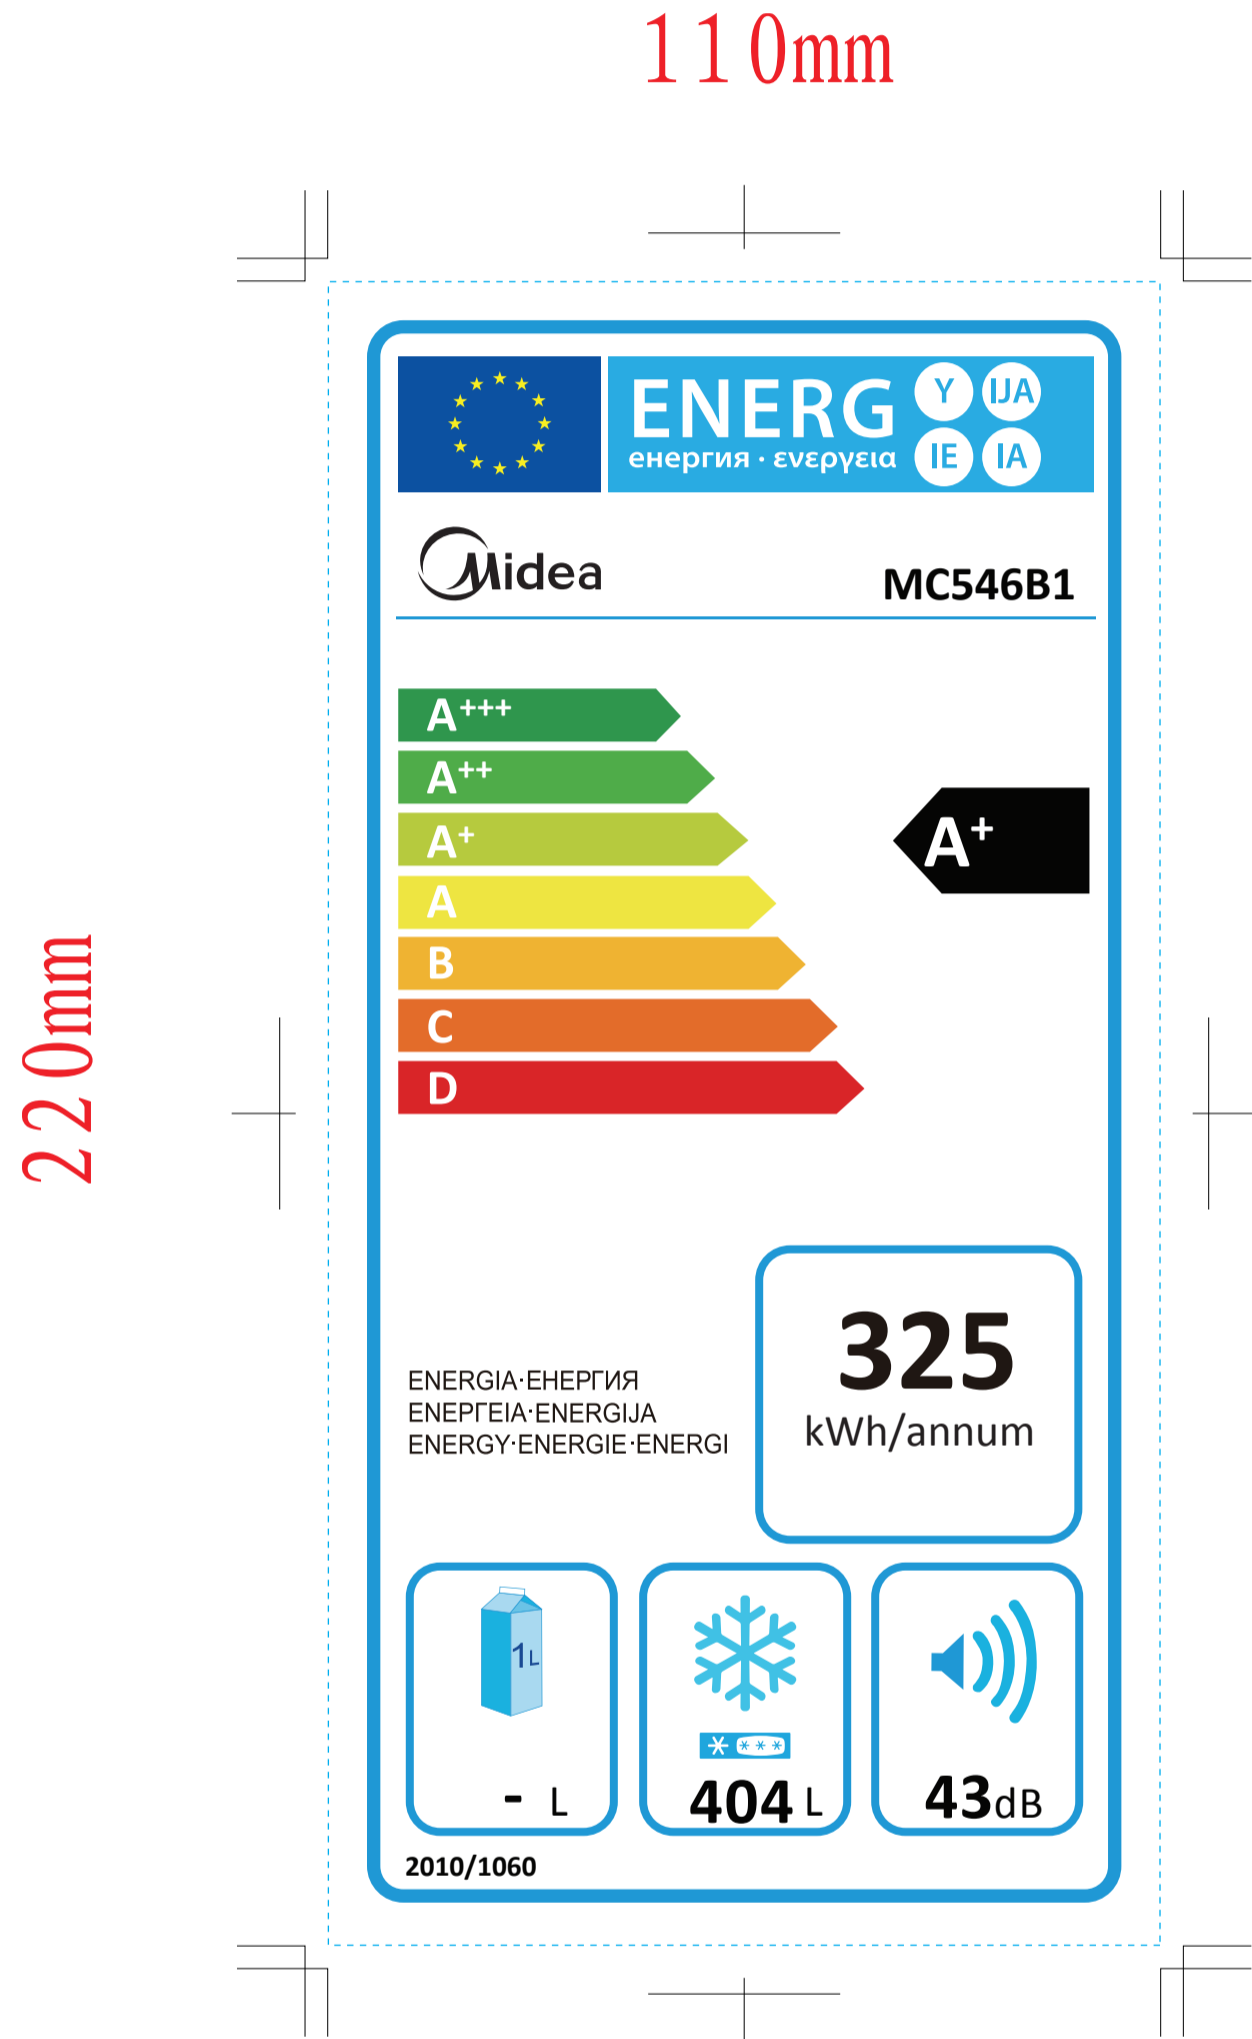 110mm
220mm
ENERG
Y IJA
IE IA
енергия · ενεργεια
Midea
MC546B1
A+++
A++
A+
A
B
C
D
A+
325
kWh/annum
ENERGIA·ЕНЕРГИЯ
ΕΝΕΡΓΕΙΑ·ENERGIJA
ENERGY·ENERGIE·ENERGI
1L
- L
404 L
43dB
2010/1060